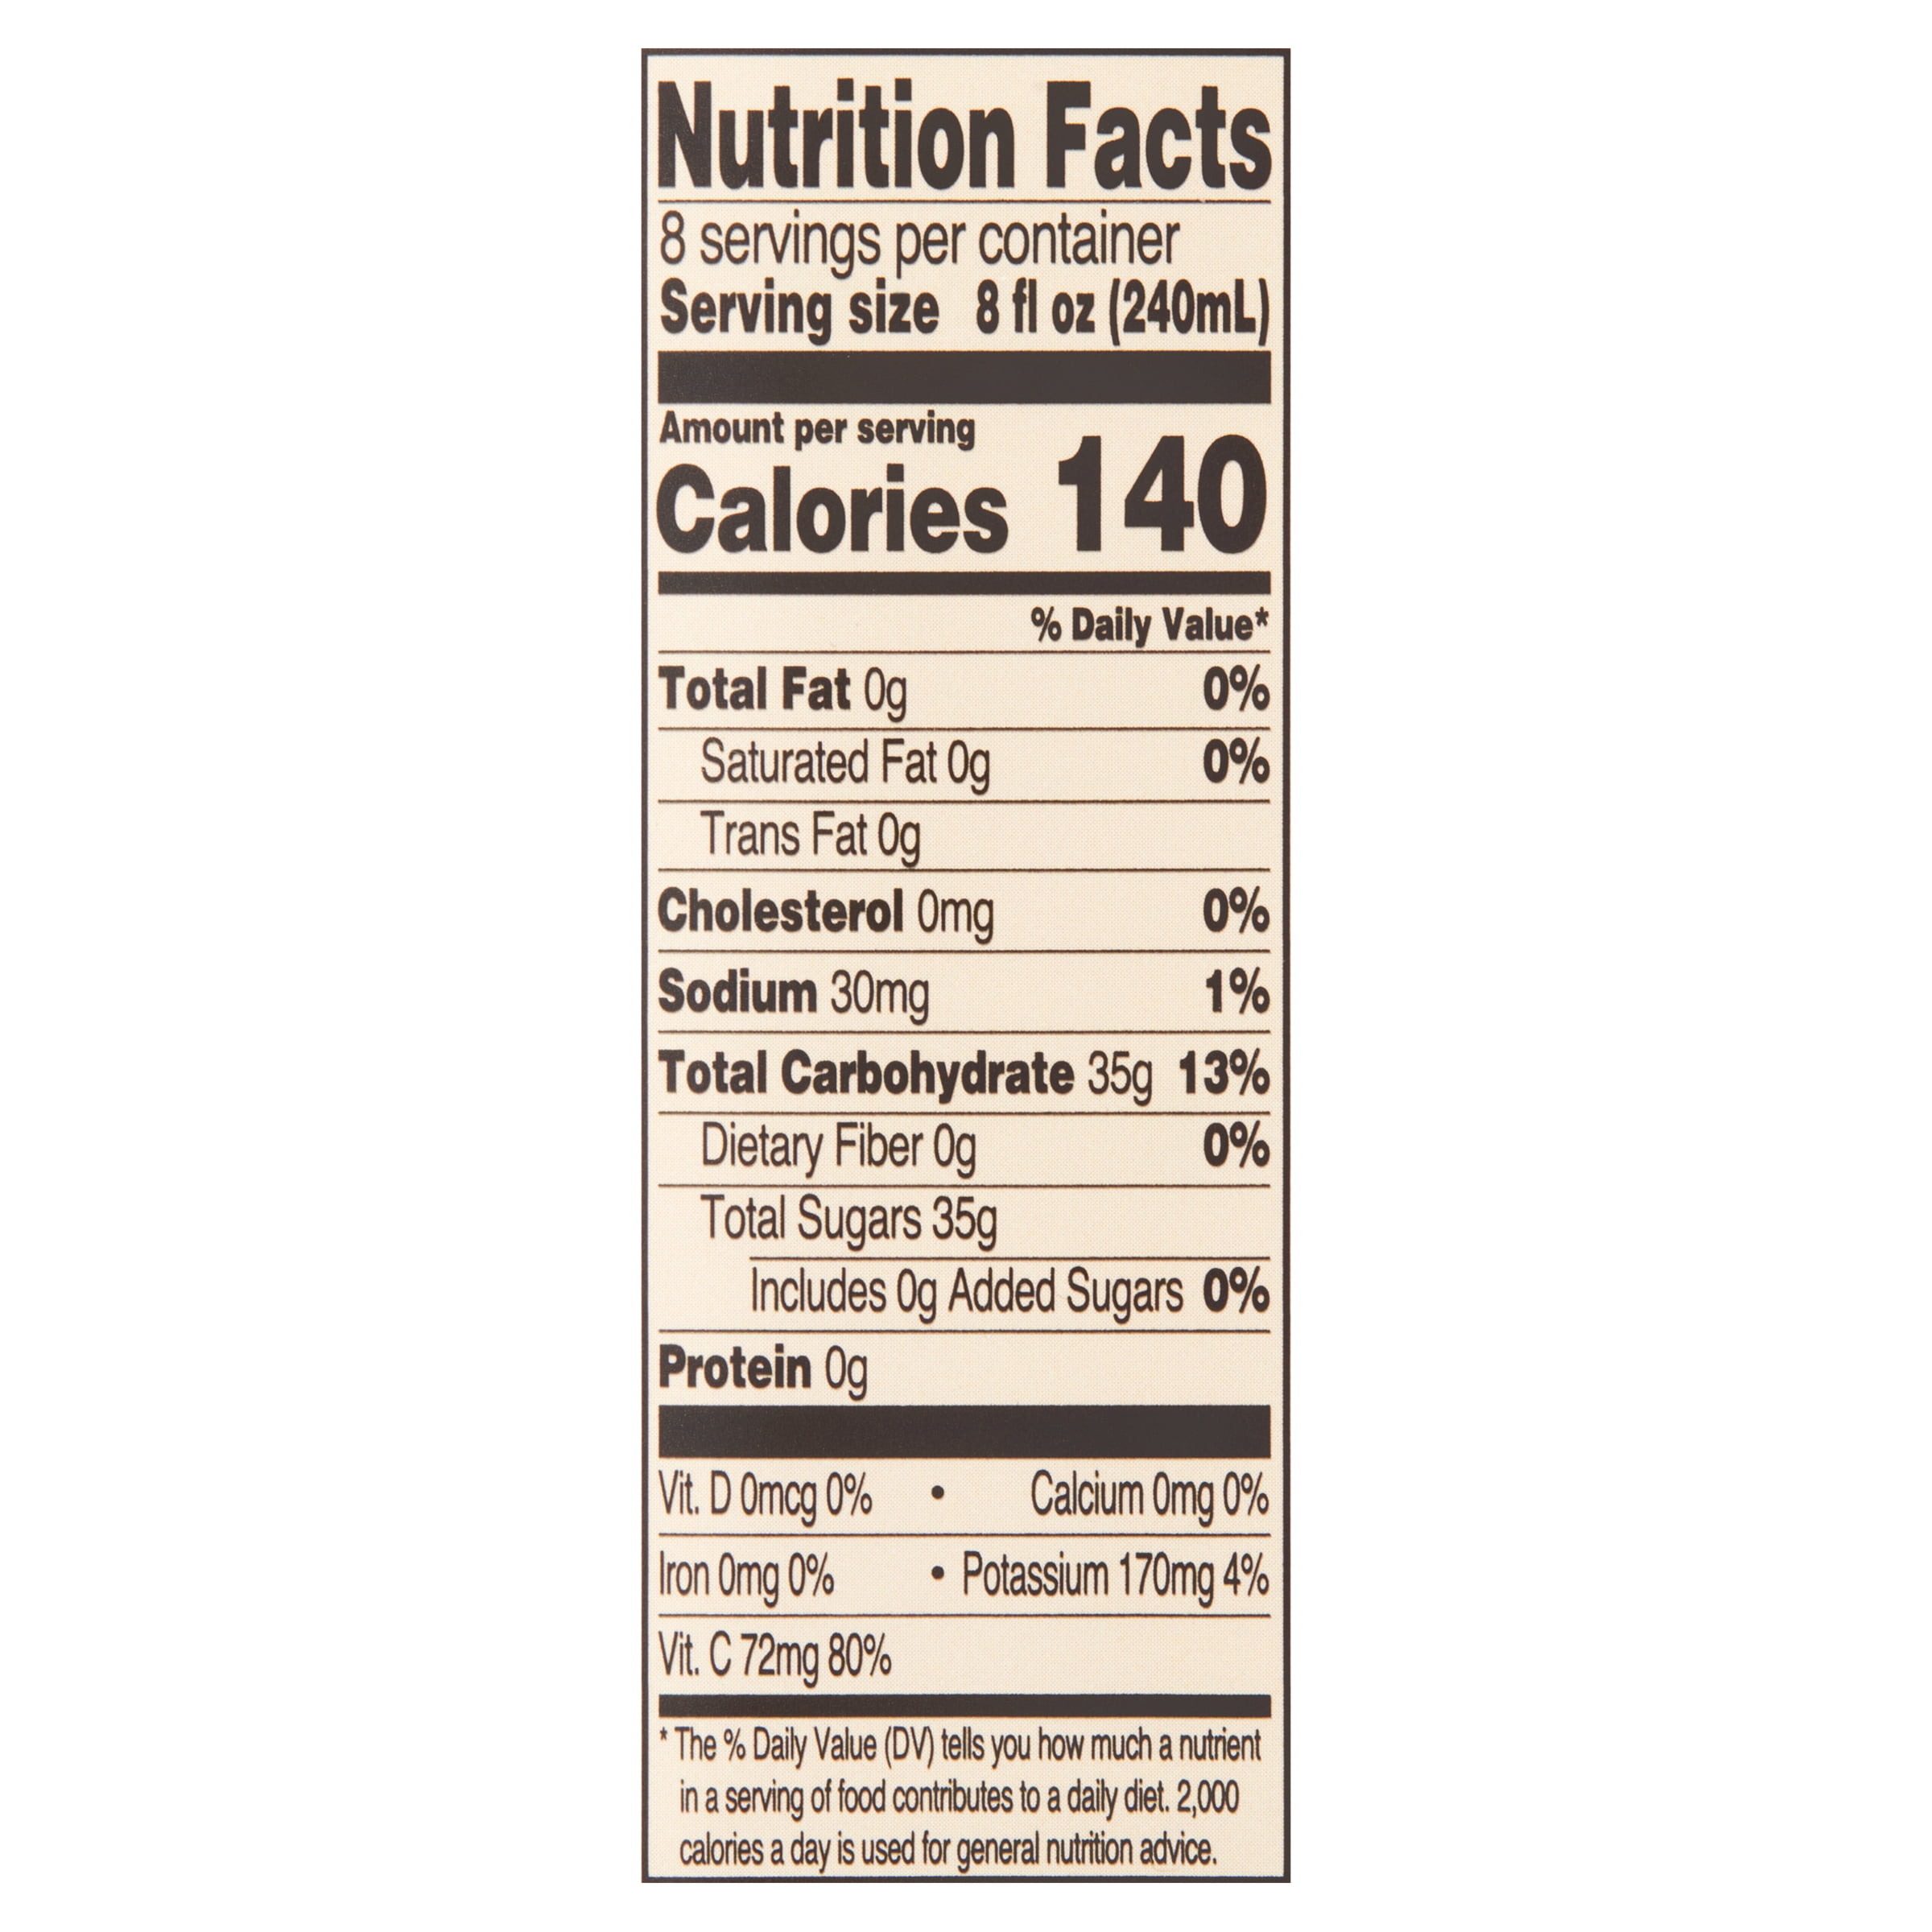 Nutrition Facts
8 servings per container
Serving size 8 fl oz (240mL)
Amount per serving
Calories 140
% Daily Value*
Total Fat 0g 0%
Saturated Fat 0g 0%
Trans Fat 0g
Cholesterol 0mg 0%
Sodium 30mg 1%
Total Carbohydrate 35g 13%
Dietary Fiber 0g 0%
Total Sugars 35g
Includes 0g Added Sugars 0%
Protein 0g
Vit. D 0mcg 0% • Calcium 0mg 0%
Iron 0mg 0% • Potassium 170mg 4%
Vit. C 72mg 80%
* The % Daily Value (DV) tells you how much a nutrient
in a serving of food contributes to a daily diet. 2,000
calories a day is used for general nutrition advice.